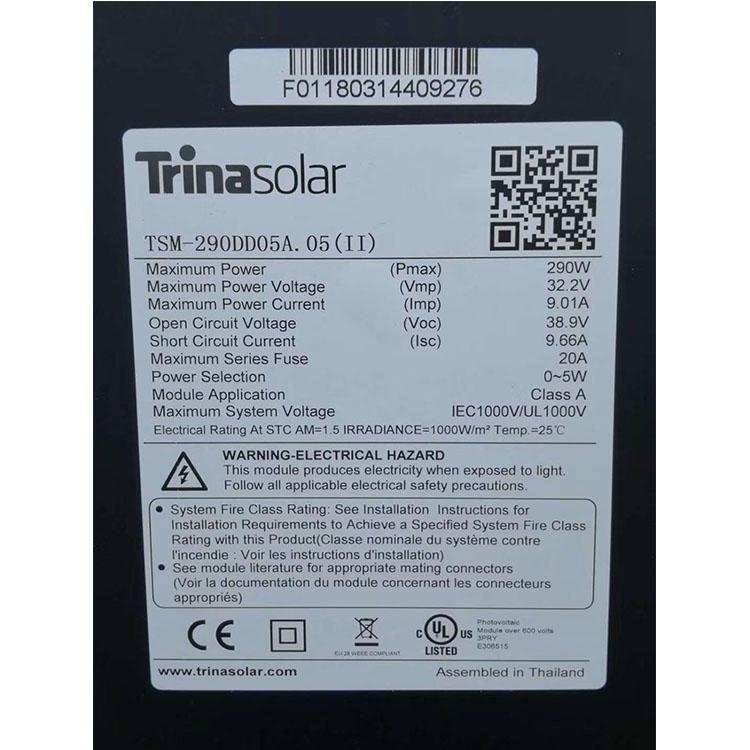 F01180314409276
Trinasolar
TSM-290DD05A.05(II)
Maximum Power (Pmax) 290W
Maximum Power Voltage (Vmp) 32.2V
Maximum Power Current (Imp) 9.01A
Open Circuit Voltage (Voc) 38.9V
Short Circuit Current (Isc) 9.66A
Maximum Series Fuse 20A
Power Selection 0~5W
Module Application Class A
Maximum System Voltage IEC1000V/UL1000V
Electrical Rating At STC AM=1.5 IRRADIANCE=1000W/m² Temp.=25℃
WARNING-ELECTRICAL HAZARD
This module produces electricity when exposed to light.
Follow all applicable electrical safety precautions.
• System Fire Class Rating: See Installation Instructions for
Installation Requirements to Achieve a Specified System Fire Class
Rating with this Product(Classe nominale du système contre
l'incendie : Voir les instructions d'installation)
• See module literature for appropriate mating connectors
(Voir la documentation du module concernant les connecteurs
appropriés)
CE
EU-28 WEEE COMPLIANT
C UL US
LISTED
Photovoltaic
Module over 600 volts
3PRY
E306515
www.trinasolar.com
Assembled in Thailand